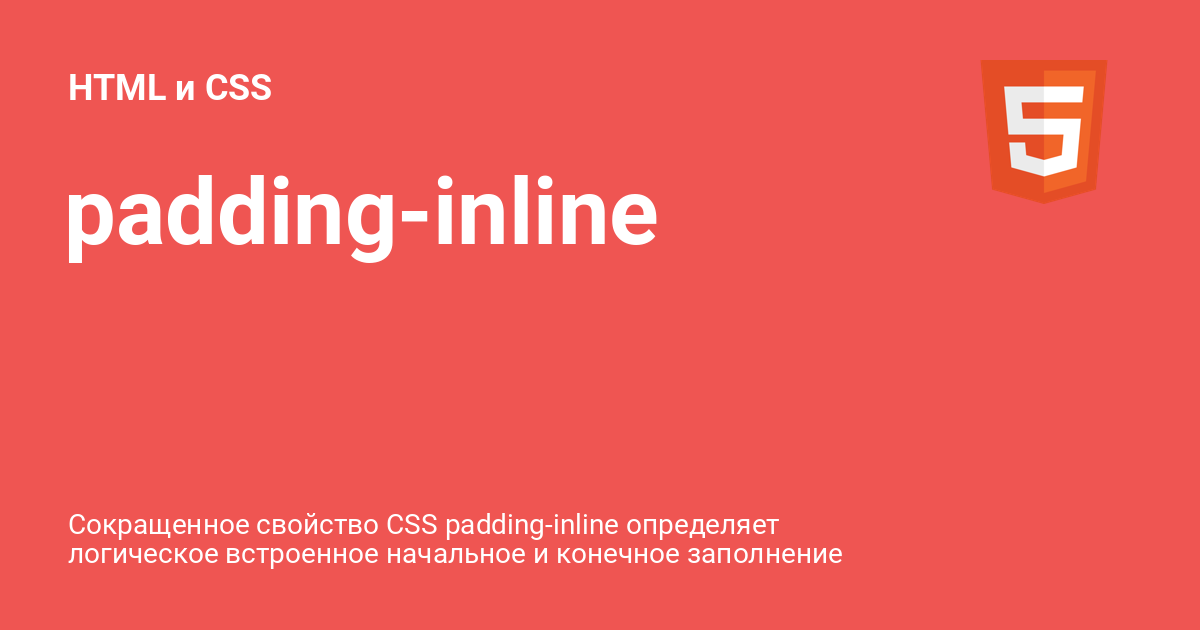 HTML и CSS
padding-inline
Сокращенное свойство CSS padding-inline определяет
логическое встроенное начальное и конечное заполнение